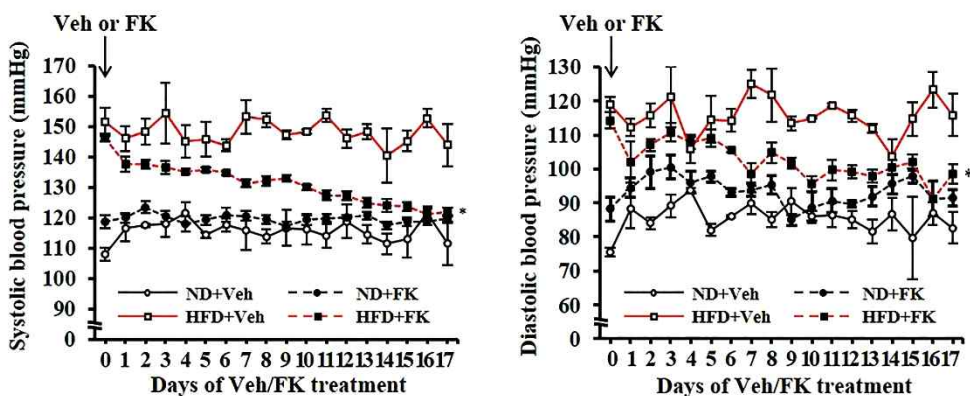 Veh or FK
Systolic blood pressure (mmHg)
170
160
150
140
130
120
110
100
90
0
ND+Veh
ND+FK
HFD+Veh
HFD+FK
*
0 1 2 3 4 5 6 7 8 9 10 11 12 13 14 15 16 17
Days of Veh/FK treatment
Veh or FK
Diastolic blood pressure (mmHg)
130
120
110
100
90
80
70
60
0
ND+Veh
ND+FK
HFD+Veh
HFD+FK
*
0 1 2 3 4 5 6 7 8 9 10 11 12 13 14 15 16 17
Days of Veh/FK treatment